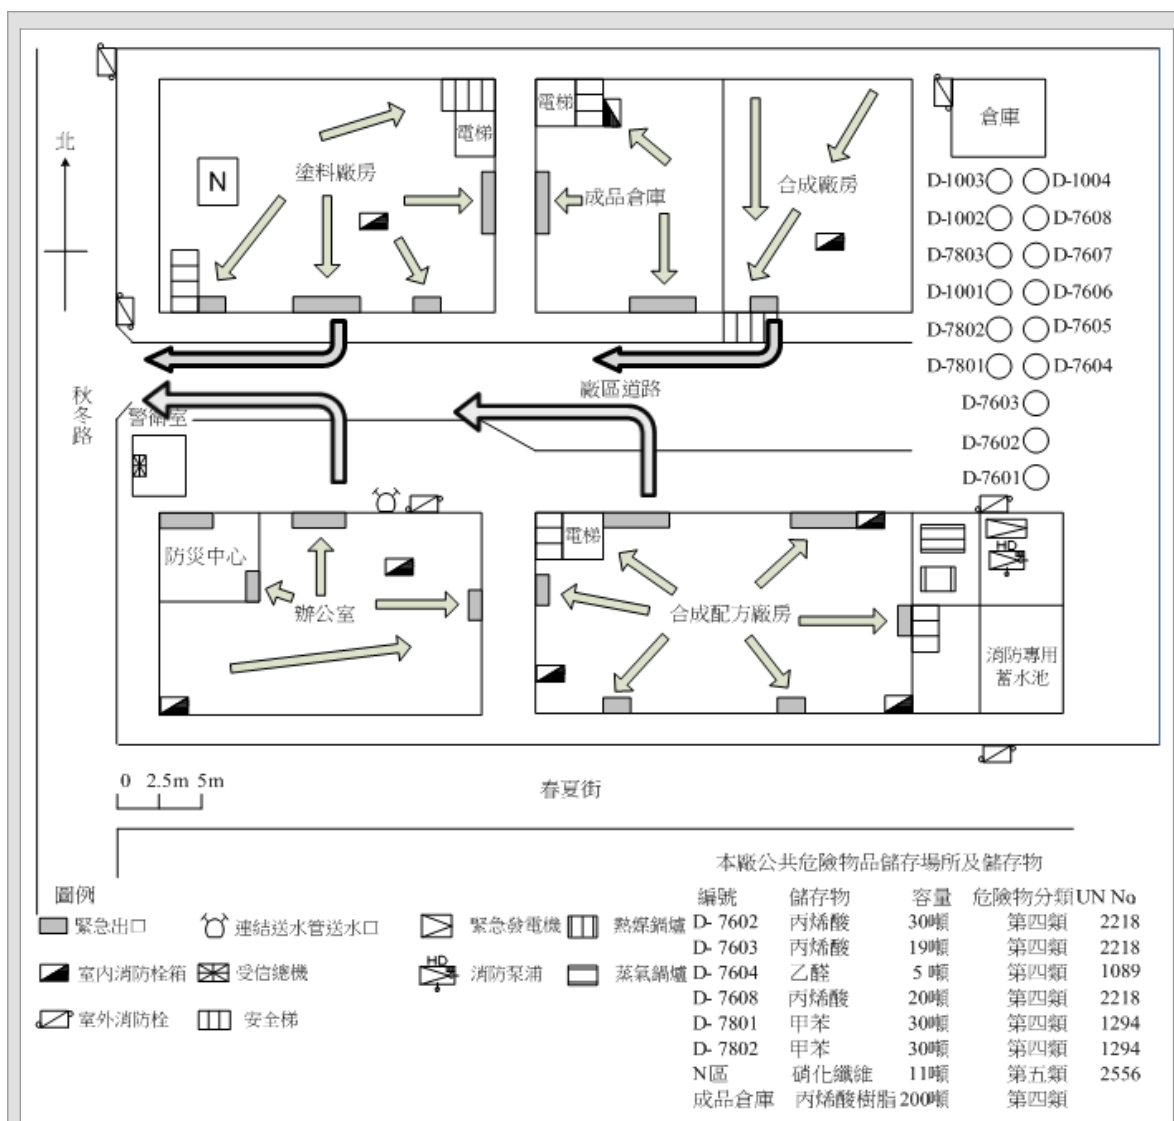 北
電梯
電梯
倉庫
塗料廠房
N
成品倉庫
合成廠房
D-1003
D-1004
D-1002
D-7608
D-7803
D-7607
D-1001
D-7606
D-7802
D-7605
D-7801
D-7604
D-7603
D-7602
D-7601
廠區道路
秋冬路
警衛室
防災中心
辦公室
電梯
合成配方廠房
HD
消防專用
蓄水池
0 2.5m 5m
春夏街
本廠公共危險物品儲存場所及儲存物
編號 儲存物 容量 危險物分類 UN No
D- 7602 丙烯酸 30噸 第四類 2218
D- 7603 丙烯酸 19噸 第四類 2218
D- 7604 乙醛 5 噸 第四類 1089
D- 7608 丙烯酸 20噸 第四類 2218
D- 7801 甲苯 30噸 第四類 1294
D- 7802 甲苯 30噸 第四類 1294
N區 硝化纖維 11噸 第五類 2556
成品倉庫 丙烯酸樹脂 200噸 第四類
圖例
緊急出口
連結送水管送水口
緊急發電機
熱媒鍋爐
室內消防栓箱
受信總機
HD
消防泵浦
蒸氣鍋爐
室外消防栓
安全梯